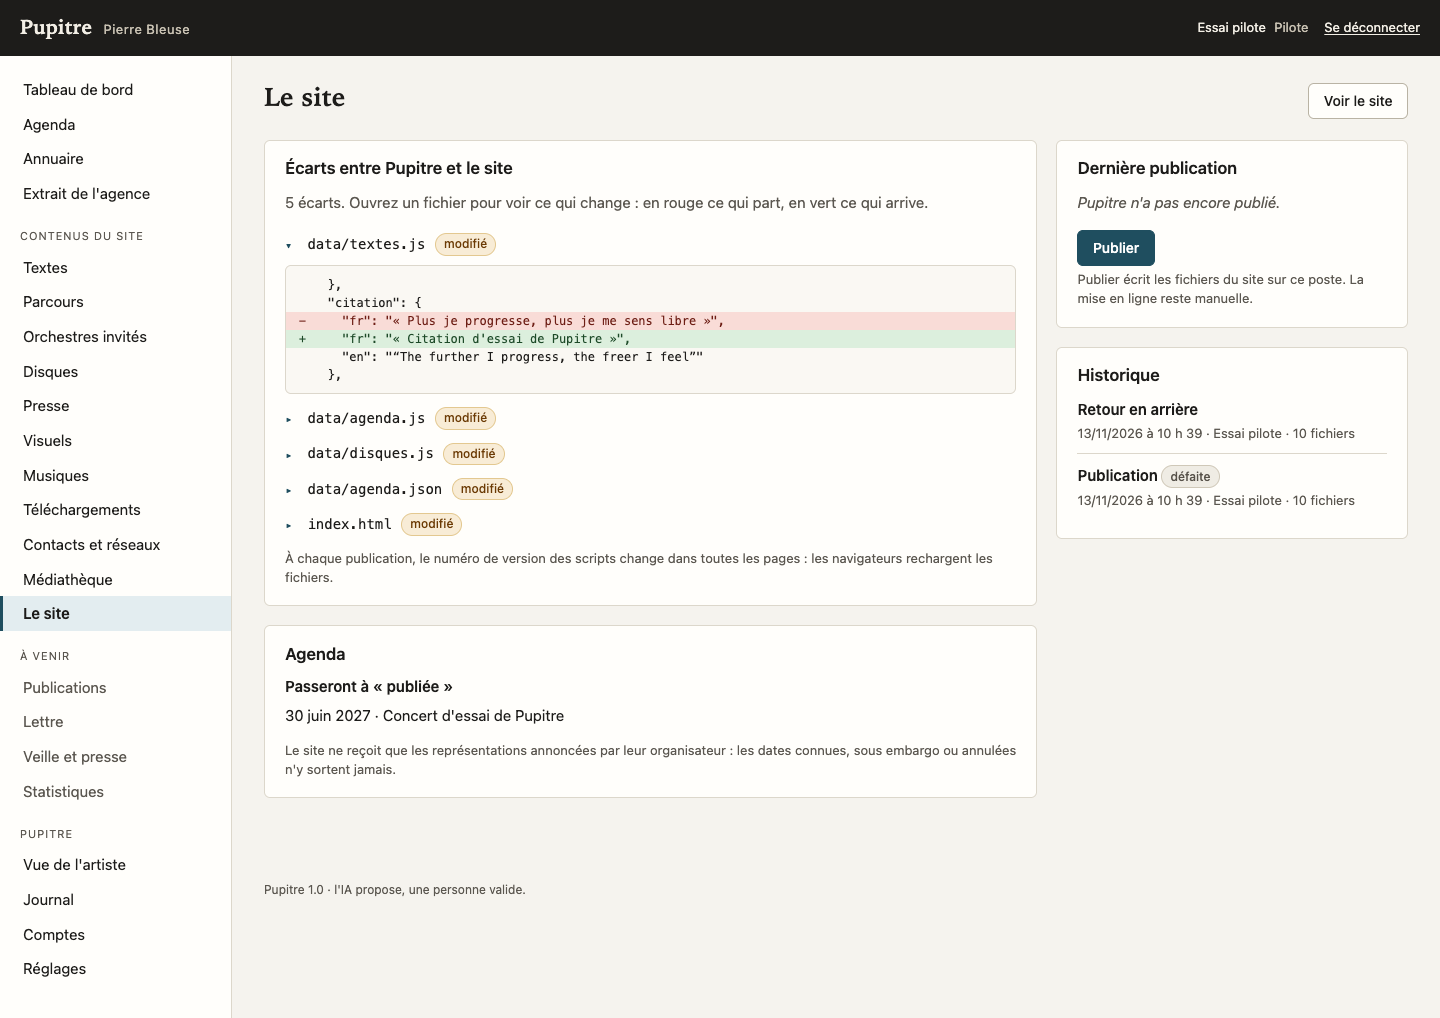 Pupitre Pierre Bleuse
Essai pilote Pilote Se déconnecter
Tableau de bord
Agenda
Annuaire
Extrait de l'agence
CONTENUS DU SITE
Textes
Parcours
Orchestres invités
Disques
Presse
Visuels
Musiques
Téléchargements
Contacts et réseaux
Médiathèque
Le site
À VENIR
Publications
Lettre
Veille et presse
Statistiques
PUPITRE
Vue de l'artiste
Journal
Comptes
Réglages
Le site
Voir le site
Écarts entre Pupitre et le site
5 écarts. Ouvrez un fichier pour voir ce qui change : en rouge ce qui part, en vert ce qui arrive.
▾ data/textes.js modifié
},
"citation": {
− "fr": "« Plus je progresse, plus je me sens libre »",
+ "fr": "« Citation d'essai de Pupitre »",
"en": "“The further I progress, the freer I feel”"
},
▸ data/agenda.js modifié
▸ data/disques.js modifié
▸ data/agenda.json modifié
▸ index.html modifié
À chaque publication, le numéro de version des scripts change dans toutes les pages : les navigateurs rechargent les
fichiers.
Agenda
Passeront à « publiée »
30 juin 2027 · Concert d'essai de Pupitre
Le site ne reçoit que les représentations annoncées par leur organisateur : les dates connues, sous embargo ou annulées
n'y sortent jamais.
Dernière publication
Pupitre n'a pas encore publié.
Publier
Publier écrit les fichiers du site sur ce poste. La
mise en ligne reste manuelle.
Historique
Retour en arrière
13/11/2026 à 10 h 39 · Essai pilote · 10 fichiers
Publication défaite
13/11/2026 à 10 h 39 · Essai pilote · 10 fichiers
Pupitre 1.0 · l'IA propose, une personne valide.